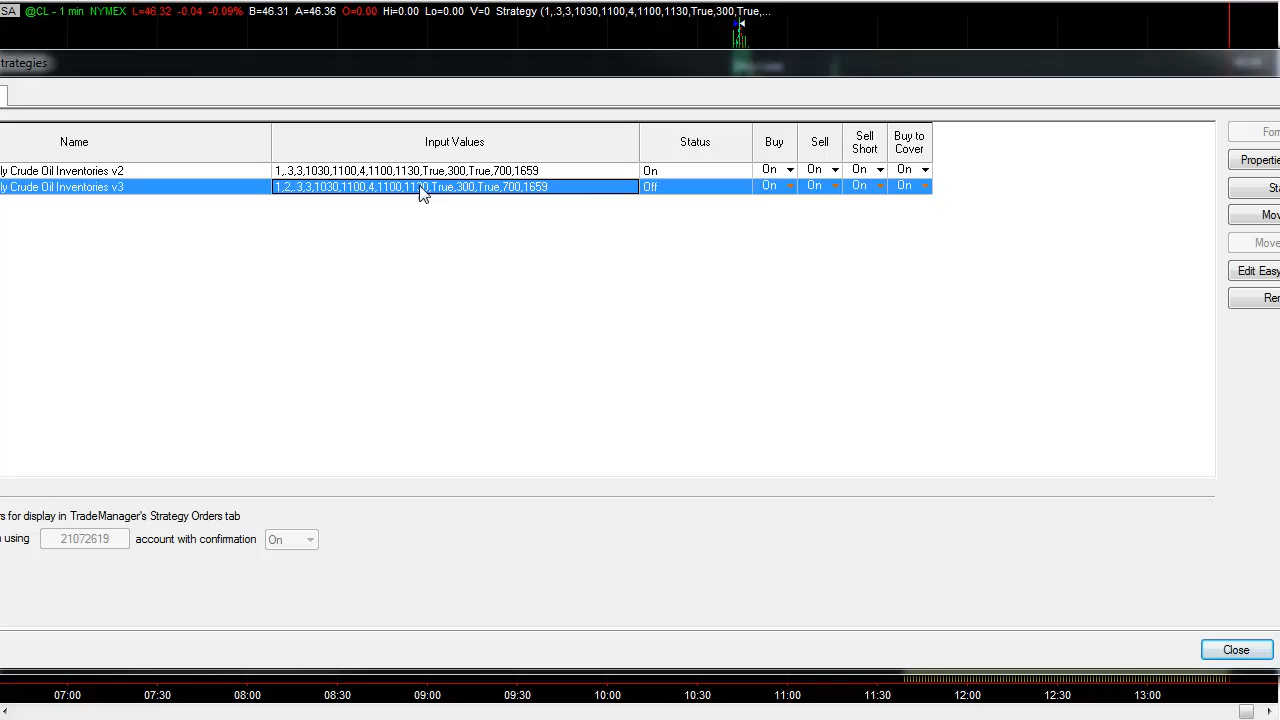 SA @CL - 1 min NYMEX L=46.32 -0.04 -0.09% B=46.31 A=46.36 O=0.00 Hi=0.00 Lo=0.00 V=0 Strategy (1,.3,3,1030,1100,4,1100,1130,True,300,True,...
trategies
Name Input Values Status Buy Sell Sell Short Buy to Cover
ly Crude Oil Inventories v2 1,.3,3,1030,1100,4,1100,1130,True,300,True,700,1659 On On On On On
ly Crude Oil Inventories v3 1,2,.3,3,1030,1100,4,1100,1130,True,300,True,700,1659 Off On On On On
For
Propertie
Sta
Mov
Move
Edit Easy
Rer
s for display in TradeManager's Strategy Orders tab
using 21072619 account with confirmation On
Close
07:00 07:30 08:00 08:30 09:00 09:30 10:00 10:30 11:00 11:30 12:00 12:30 13:00